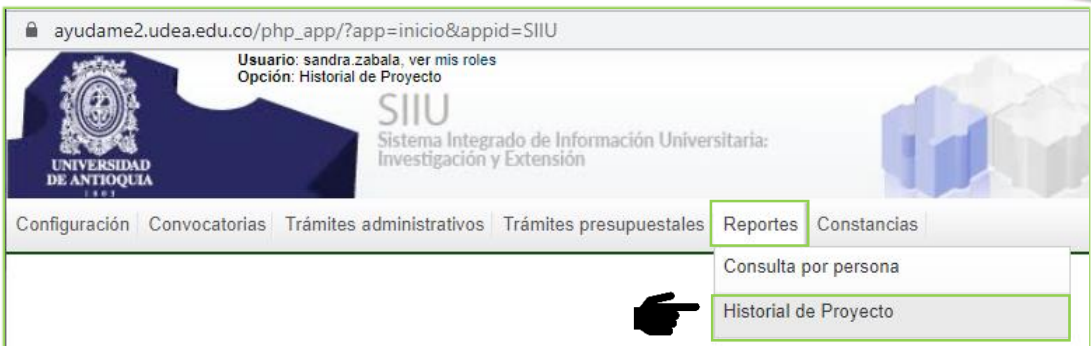 ayudame2.udea.edu.co/php_app/?app=inicio&appid=SIIU
Usuario: sandra.zabala, ver mis roles
Opción: Historial de Proyecto
SIIU
Sistema Integrado de Información Universitaria:
Investigación y Extensión
UNIVERSIDAD
DE ANTIOQUIA
1803
Configuración Convocatorias Trámites administrativos Trámites presupuestales Reportes Constancias
Consulta por persona
Historial de Proyecto